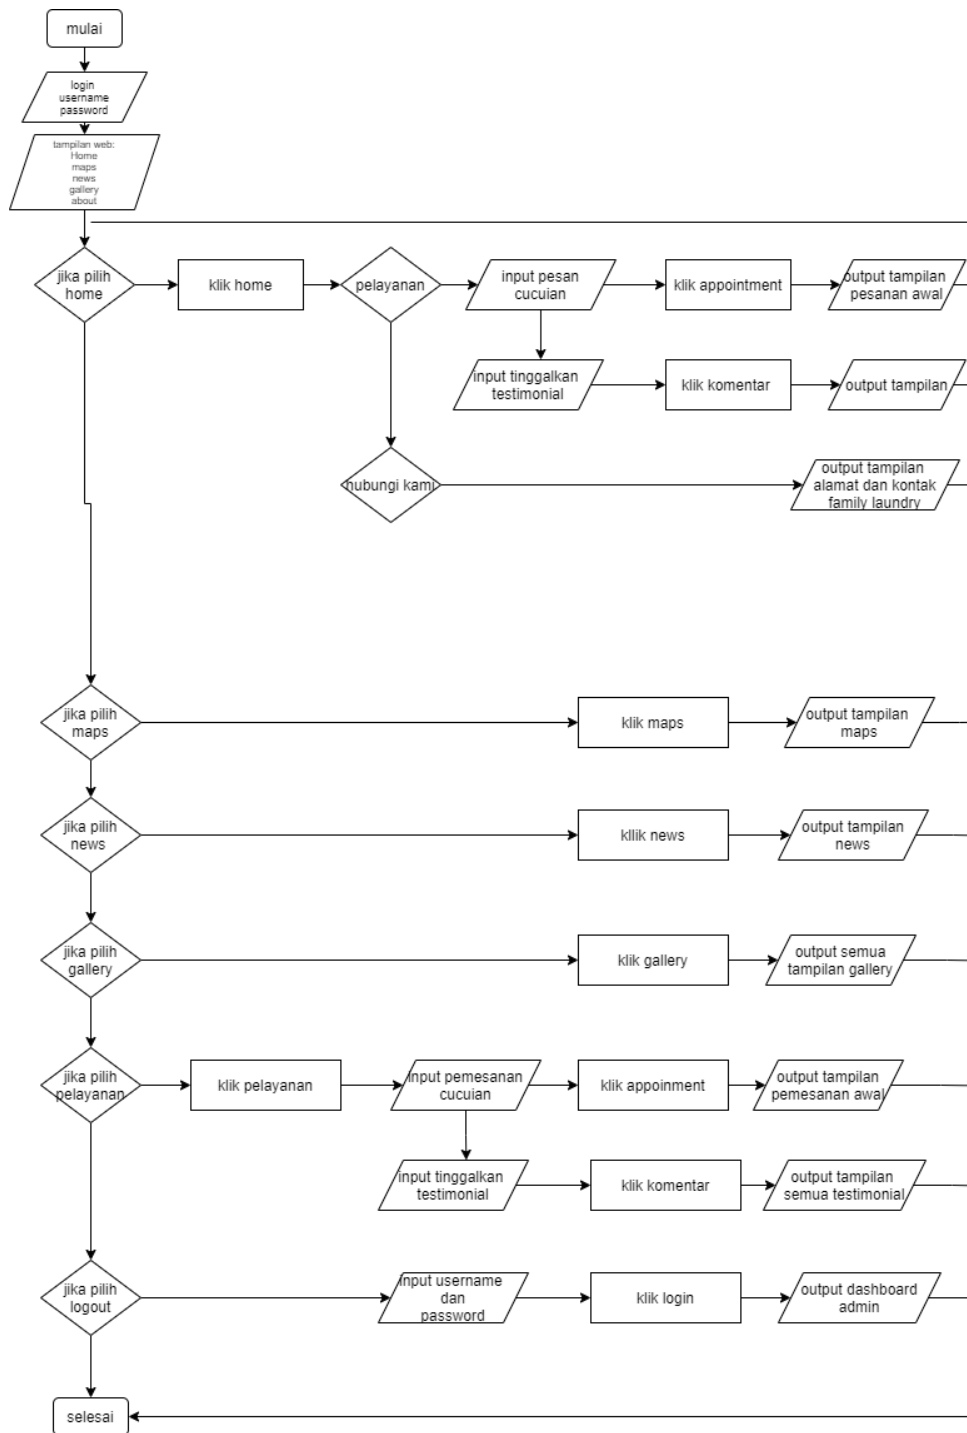 mulai
login
username
password
tampilan web:
Home
maps
news
gallery
about
jika pilih
home
klik home
pelayanan
input pesan
cucuian
klik appointment
output tampilan
pesanan awal
input tinggalkan
testimonial
klik komentar
output tampilan
hubungi kami
output tampilan
alamat dan kontak
family laundry
jika pilih
maps
klik maps
output tampilan
maps
jika pilih
news
kllik news
output tampilan
news
jika pilih
gallery
klik gallery
output semua
tampilan gallery
jika pilih
pelayanan
klik pelayanan
input pemesanan
cucuian
klik appoinment
output tampilan
pemesanan awal
input tinggalkan
testimonial
klik komentar
output tampilan
semua testimonial
jika pilih
logout
input username
dan
password
klik login
output dashboard
admin
selesai